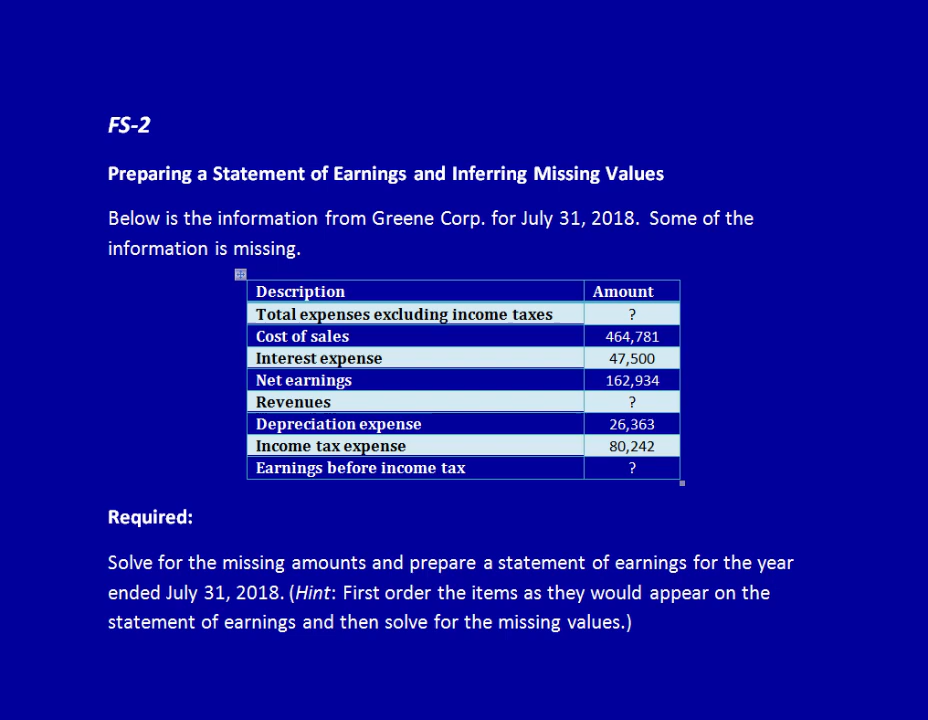 FS-2
Preparing a Statement of Earnings and Inferring Missing Values
Below is the information from Greene Corp. for July 31, 2018. Some of the
information is missing.
Description Amount
Total expenses excluding income taxes ?
Cost of sales 464,781
Interest expense 47,500
Net earnings 162,934
Revenues ?
Depreciation expense 26,363
Income tax expense 80,242
Earnings before income tax ?
Required:
Solve for the missing amounts and prepare a statement of earnings for the year
ended July 31, 2018. (Hint: First order the items as they would appear on the
statement of earnings and then solve for the missing values.)